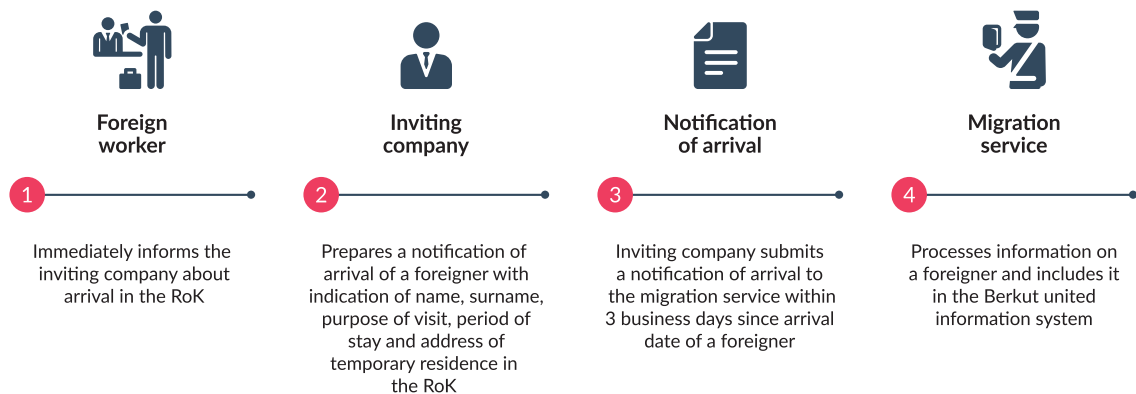 Foreign
worker
1
Immediately informs the
inviting company about
arrival in the RoK
Inviting
company
2
Prepares a notification of
arrival of a foreigner with
indication of name, surname,
purpose of visit, period of
stay and address of
temporary residence in
the RoK
Notification
of arrival
3
Inviting company submits
a notification of arrival to
the migration service within
3 business days since arrival
date of a foreigner
Migration
service
4
Processes information on
a foreigner and includes it
in the Berkut united
information system